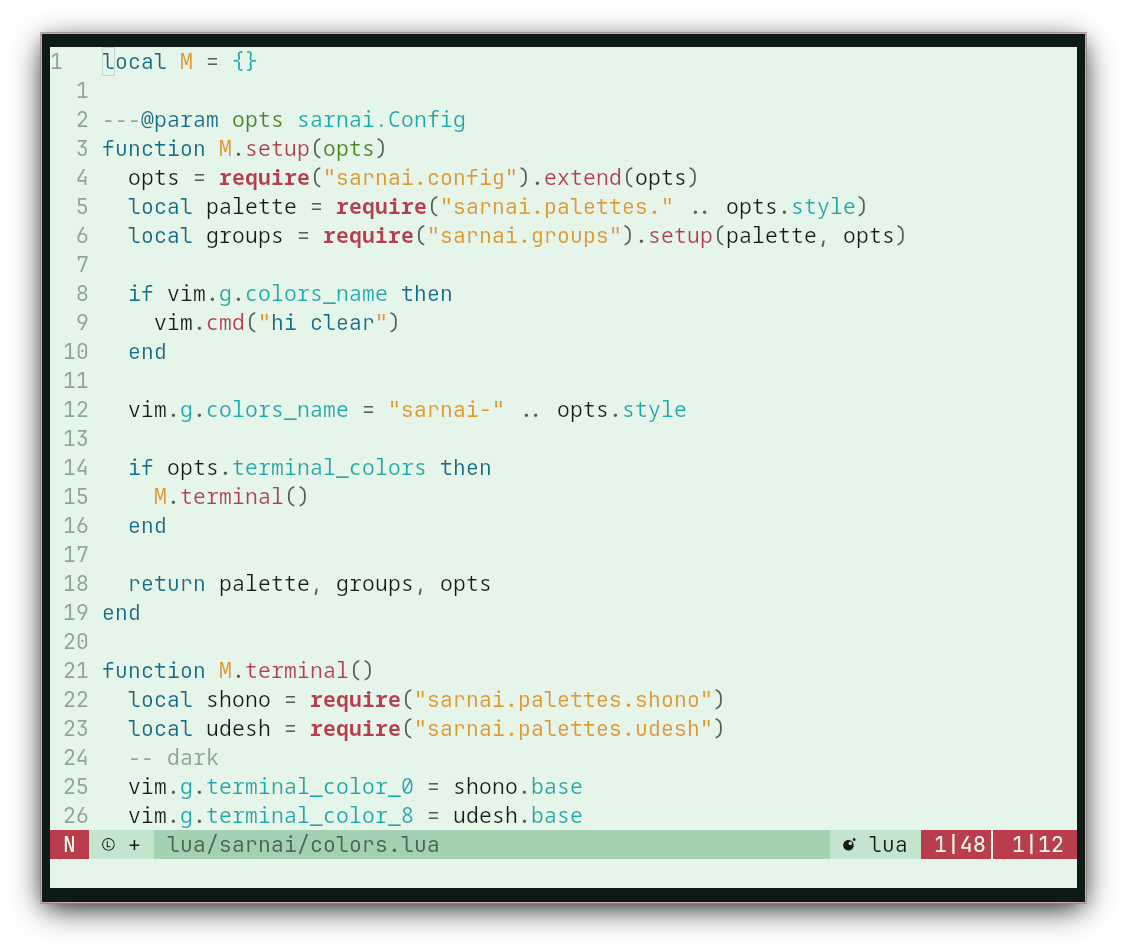 1   local M = {}
  1
  2 ---@param opts sarnai.Config
  3 function M.setup(opts)
  4   opts = require("sarnai.config").extend(opts)
  5   local palette = require("sarnai.palettes." .. opts.style)
  6   local groups = require("sarnai.groups").setup(palette, opts)
  7
  8   if vim.g.colors_name then
  9     vim.cmd("hi clear")
 10   end
 11
 12   vim.g.colors_name = "sarnai-" .. opts.style
 13
 14   if opts.terminal_colors then
 15     M.terminal()
 16   end
 17
 18   return palette, groups, opts
 19 end
 20
 21 function M.terminal()
 22   local shono = require("sarnai.palettes.shono")
 23   local udesh = require("sarnai.palettes.udesh")
 24   -- dark
 25   vim.g.terminal_color_0 = shono.base
 26   vim.g.terminal_color_8 = udesh.base
N Ⓛ + lua/sarnai/colors.lua lua 1|48 1|12